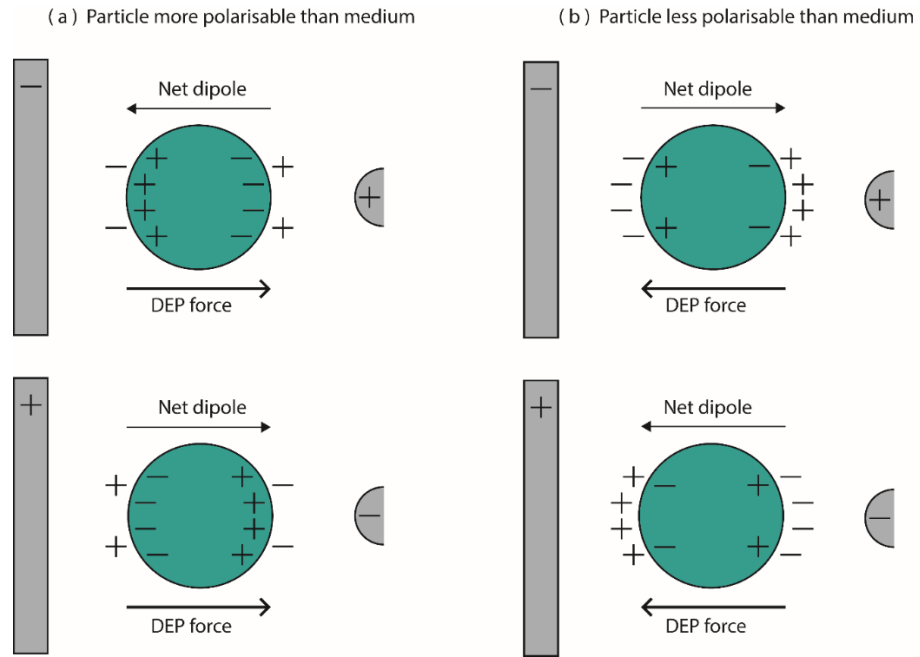 ( a ) Particle more polarisable than medium
( b ) Particle less polarisable than medium
− Net dipole
− + − +
+ −
+ −
− + − +
+
DEP force
− Net dipole
− + − +
− +
− +
− + − +
+
DEP force
+ Net dipole
+ − + −
− +
− +
+ − + −
−
DEP force
+ Net dipole
+ − + −
+ −
+ −
+ − + −
−
DEP force